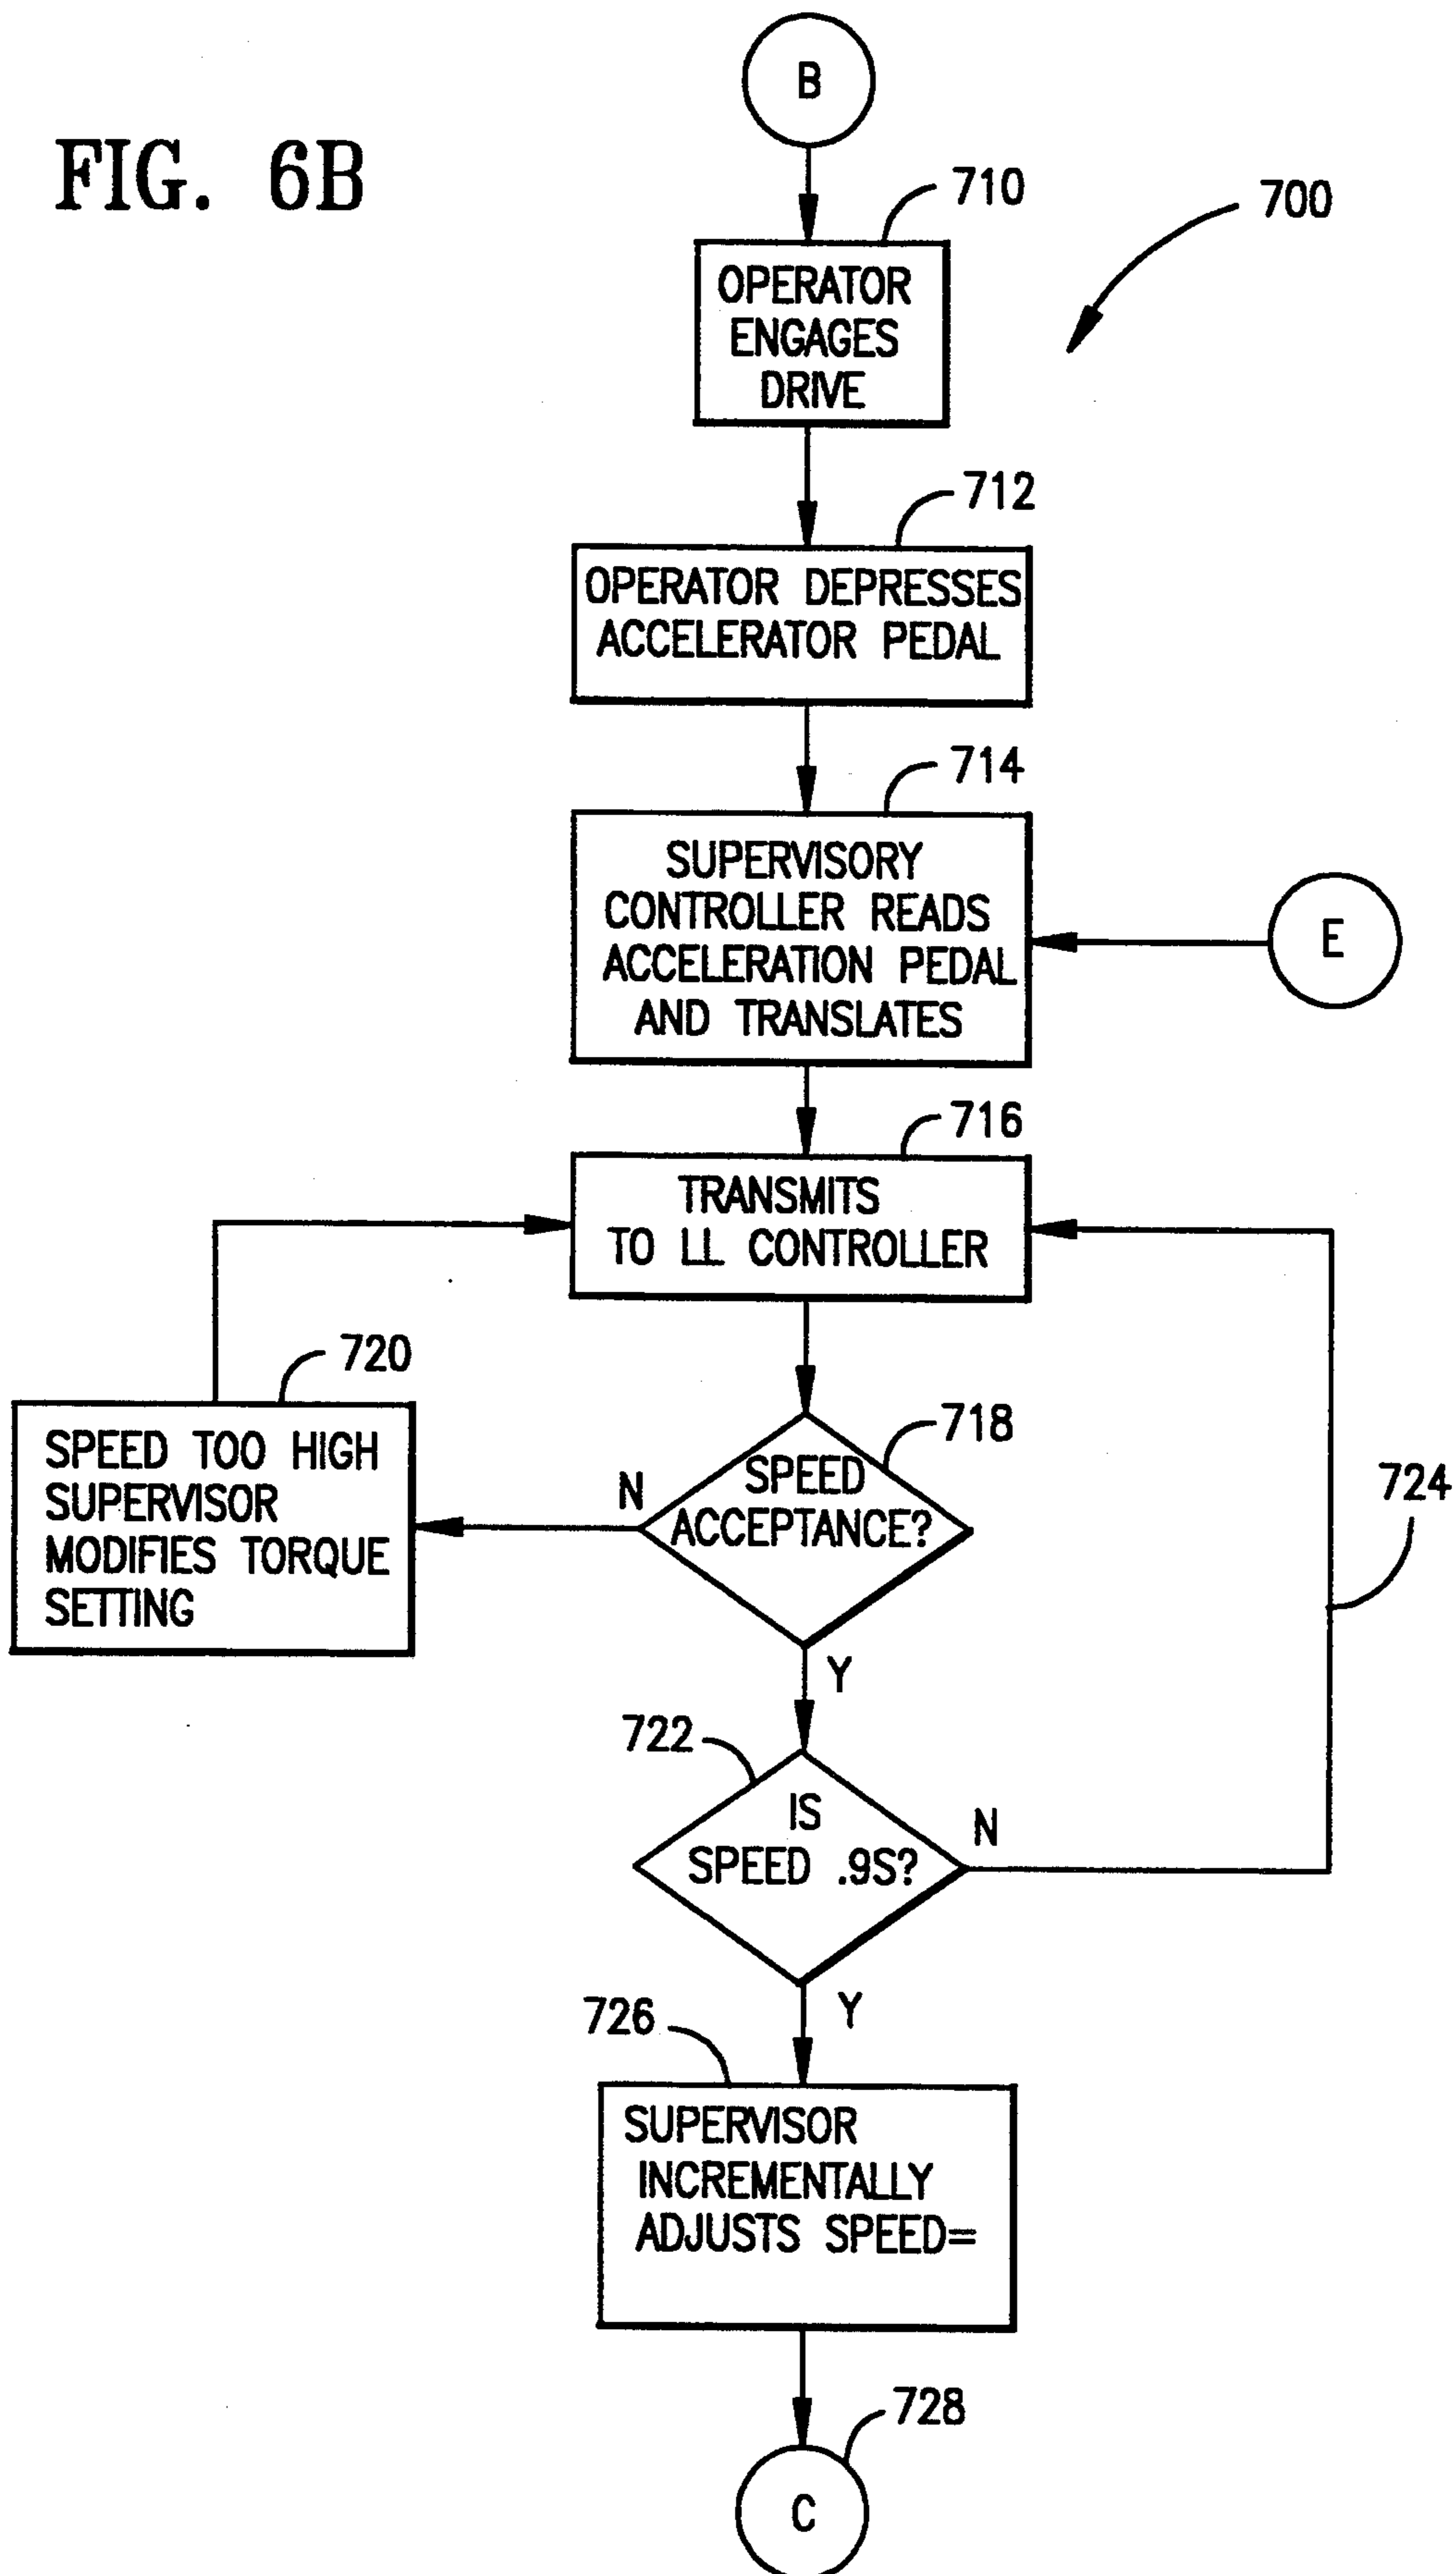 B
FIG. 6B
710
700
OPERATOR
ENGAGES
DRIVE
712
OPERATOR DEPRESSES
ACCELERATOR PEDAL
714
SUPERVISORY
CONTROLLER READS
ACCELERATION PEDAL
AND TRANSLATES
E
716
TRANSMITS
TO LL CONTROLLER
720
SPEED TOO HIGH
SUPERVISOR
MODIFIES TORQUE
SETTING
718
SPEED
ACCEPTANCE?
N
724
Y
722
IS
SPEED .9S?
N
Y
726
SUPERVISOR
INCREMENTALLY
ADJUSTS SPEED=
728
C